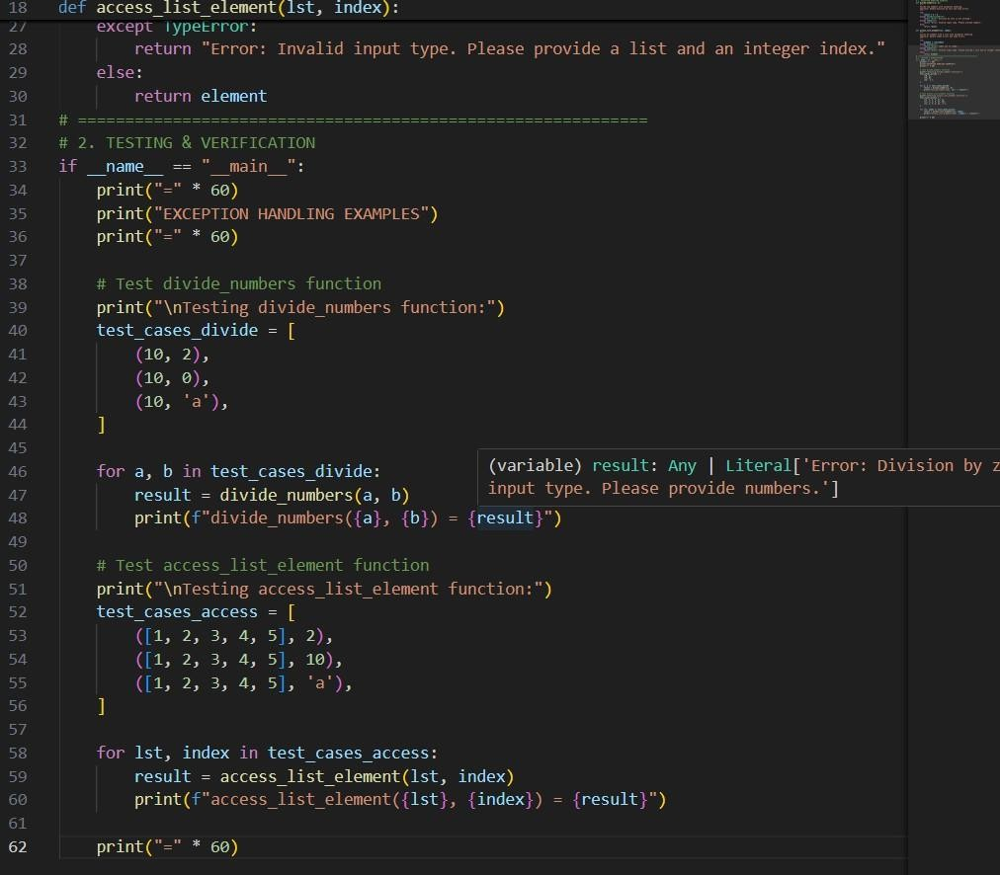 18 def access_list_element(lst, index):
27 except TypeError:
28 return "Error: Invalid input type. Please provide a list and an integer index."
29 else:
30 return element
31 # ============================================================
32 # 2. TESTING & VERIFICATION
33 if __name__ == "__main__":
34 print("=" * 60)
35 print("EXCEPTION HANDLING EXAMPLES")
36 print("=" * 60)
37
38 # Test divide_numbers function
39 print("\nTesting divide_numbers function:")
40 test_cases_divide = [
41 (10, 2),
42 (10, 0),
43 (10, 'a'),
44 ]
45
46 for a, b in test_cases_divide:
(variable) result: Any | Literal['Error: Division by z
input type. Please provide numbers.']
47 result = divide_numbers(a, b)
48 print(f"divide_numbers({a}, {b}) = {result}")
49
50 # Test access_list_element function
51 print("\nTesting access_list_element function:")
52 test_cases_access = [
53 ([1, 2, 3, 4, 5], 2),
54 ([1, 2, 3, 4, 5], 10),
55 ([1, 2, 3, 4, 5], 'a'),
56 ]
57
58 for lst, index in test_cases_access:
59 result = access_list_element(lst, index)
60 print(f"access_list_element({lst}, {index}) = {result}")
61
62 print("=" * 60)